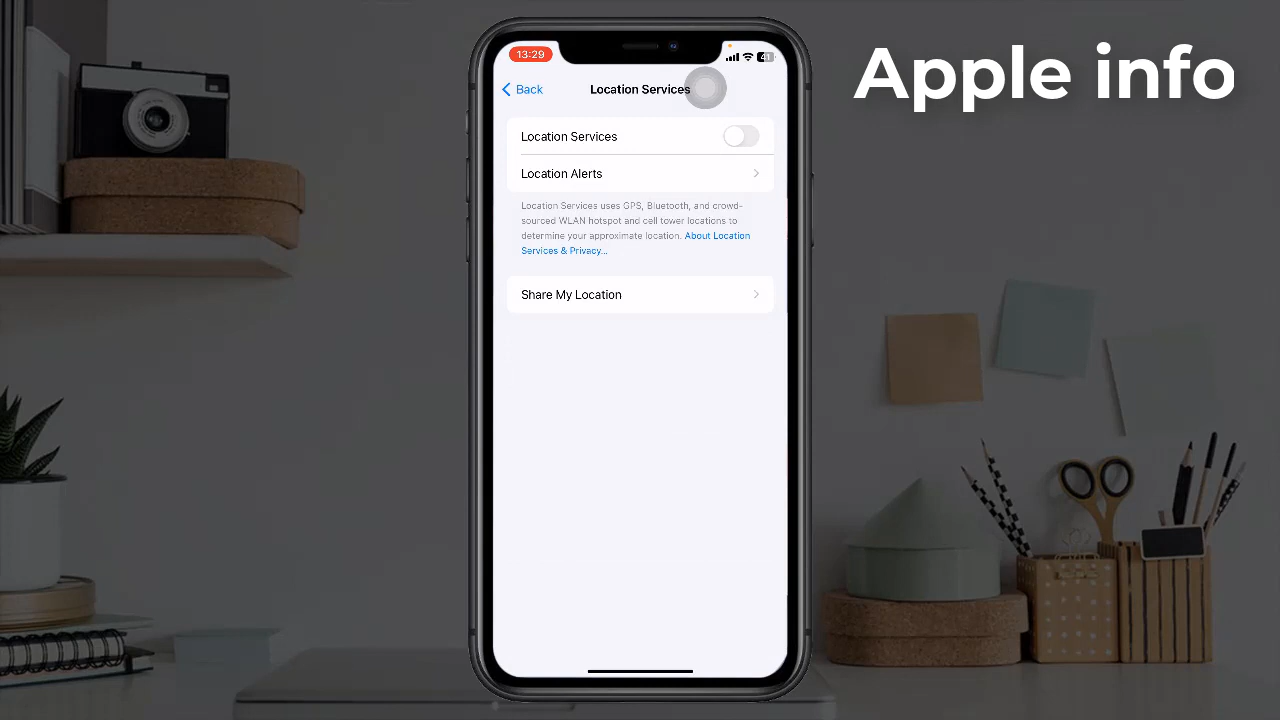 Apple info
13:29
41
Back
Location Services
Location Services
Location Alerts
Location Services uses GPS, Bluetooth, and crowd-
sourced WLAN hotspot and cell tower locations to
determine your approximate location. About Location
Services & Privacy...
Share My Location